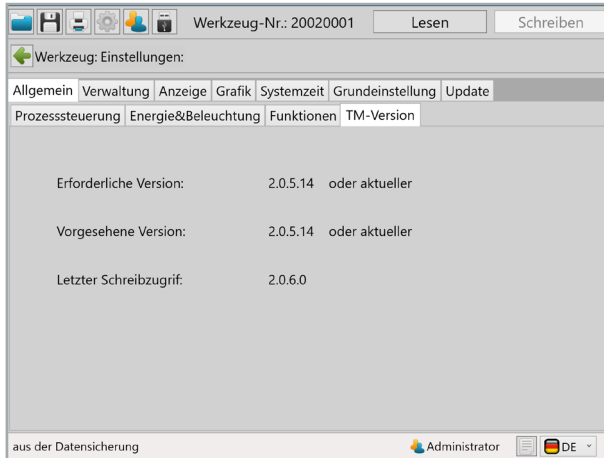 Werkzeug-Nr.: 20020001 Lesen Schreiben
Werkzeug: Einstellungen:
Allgemein Verwaltung Anzeige Grafik Systemzeit Grundeinstellung Update
Prozesssteuerung Energie&Beleuchtung Funktionen TM-Version
Erforderliche Version: 2.0.5.14 oder aktueller
Vorgesehene Version: 2.0.5.14 oder aktueller
Letzter Schreibzugrif: 2.0.6.0
aus der Datensicherung Administrator DE